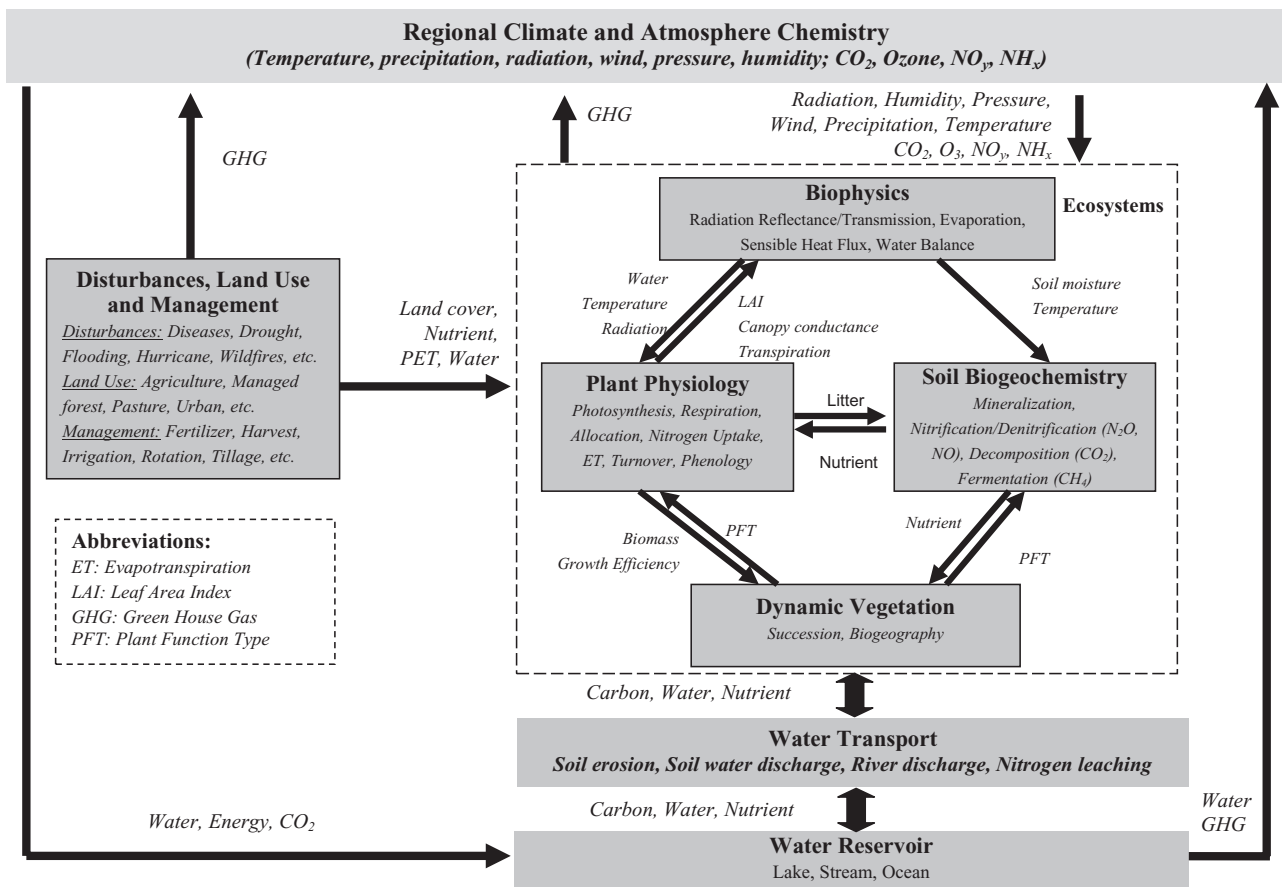 Regional Climate and Atmosphere Chemistry
(Temperature, precipitation, radiation, wind, pressure, humidity; CO₂, Ozone, NOy, NHx)
GHG
GHG
Radiation, Humidity, Pressure,
Wind, Precipitation, Temperature
CO₂, O₃, NOy, NHx
Ecosystems
Biophysics
Radiation Reflectance/Transmission, Evaporation,
Sensible Heat Flux, Water Balance
Disturbances, Land Use
and Management
Disturbances: Diseases, Drought,
Flooding, Hurricane, Wildfires, etc.
Land Use: Agriculture, Managed
forest, Pasture, Urban, etc.
Management: Fertilizer, Harvest,
Irrigation, Rotation, Tillage, etc.
Land cover,
Nutrient,
PET, Water
Water
Temperature
Radiation
LAI
Canopy conductance
Transpiration
Soil moisture
Temperature
Plant Physiology
Photosynthesis, Respiration,
Allocation, Nitrogen Uptake,
ET, Turnover, Phenology
Litter
Nutrient
Soil Biogeochemistry
Mineralization,
Nitrification/Denitrification (N₂O,
NO), Decomposition (CO₂),
Fermentation (CH₄)
Biomass
Growth Efficiency
PFT
Nutrient
PFT
Dynamic Vegetation
Succession, Biogeography
Abbreviations:
ET: Evapotranspiration
LAI: Leaf Area Index
GHG: Green House Gas
PFT: Plant Function Type
Carbon, Water, Nutrient
Water Transport
Soil erosion, Soil water discharge, River discharge, Nitrogen leaching
Carbon, Water, Nutrient
Water, Energy, CO₂
Water Reservoir
Lake, Stream, Ocean
Water
GHG